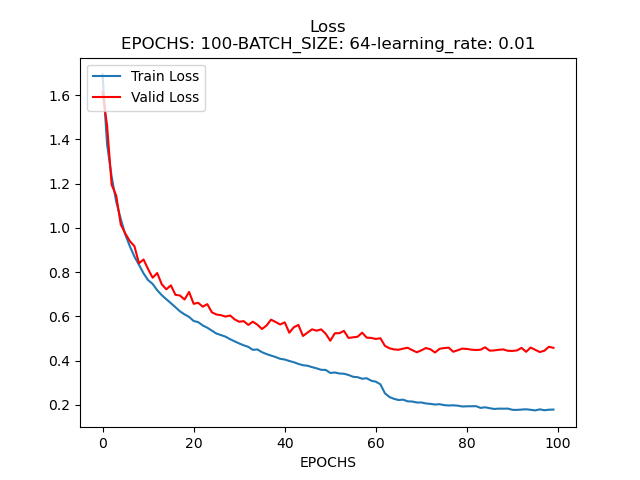 Loss
EPOCHS: 100-BATCH_SIZE: 64-learning_rate: 0.01
Train Loss
Valid Loss
1.6
1.4
1.2
1.0
0.8
0.6
0.4
0.2
0 20 40 60 80 100
EPOCHS